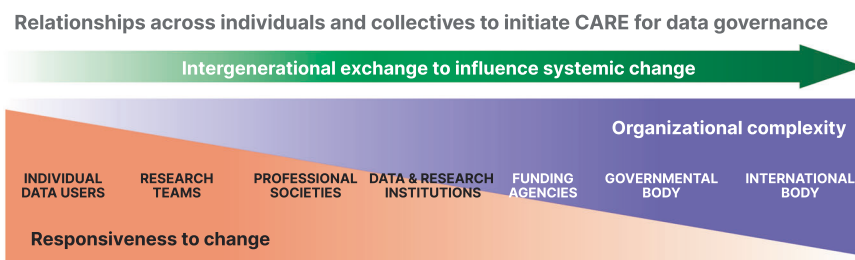 Relationships across individuals and collectives to initiate CARE for data governance
Intergenerational exchange to influence systemic change
Organizational complexity
INDIVIDUAL
DATA USERS
RESEARCH
TEAMS
PROFESSIONAL
SOCIETIES
DATA & RESEARCH
INSTITUTIONS
FUNDING
AGENCIES
GOVERNMENTAL
BODY
INTERNATIONAL
BODY
Responsiveness to change